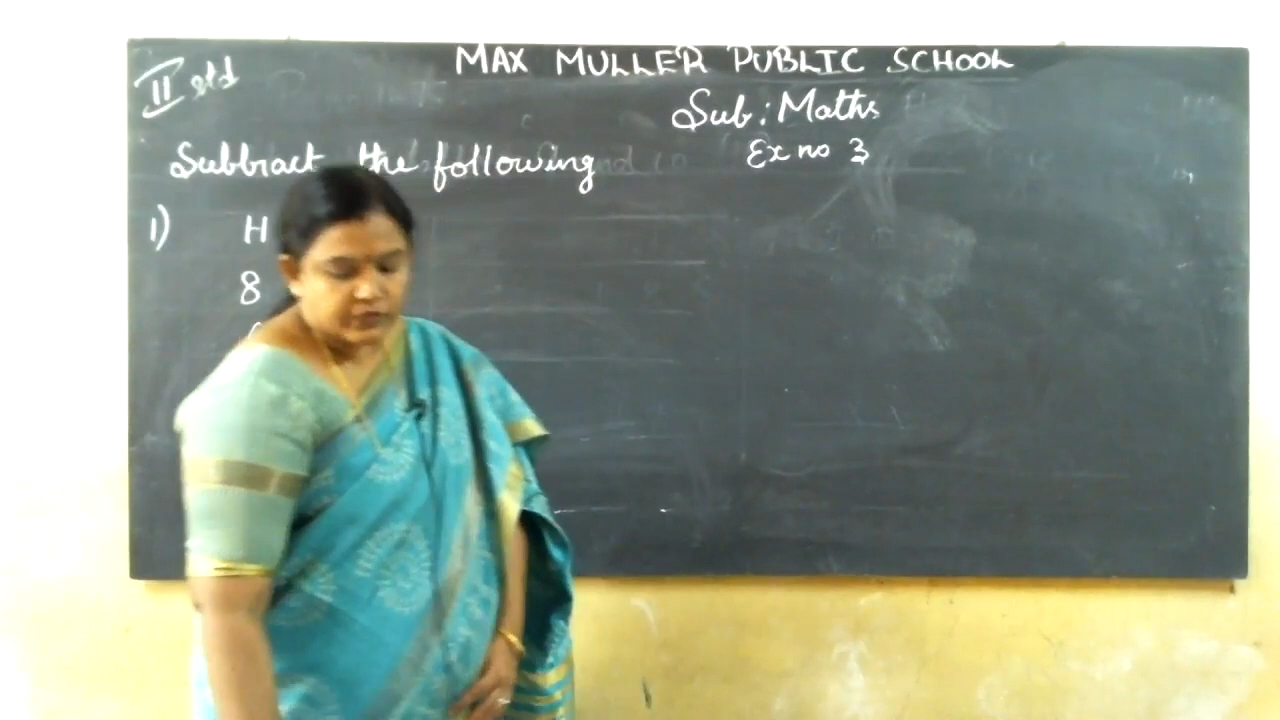 II std
MAX MULLER PUBLIC SCHOOL
Sub: Maths
Ex no 3
Subtract the following
1) H
8